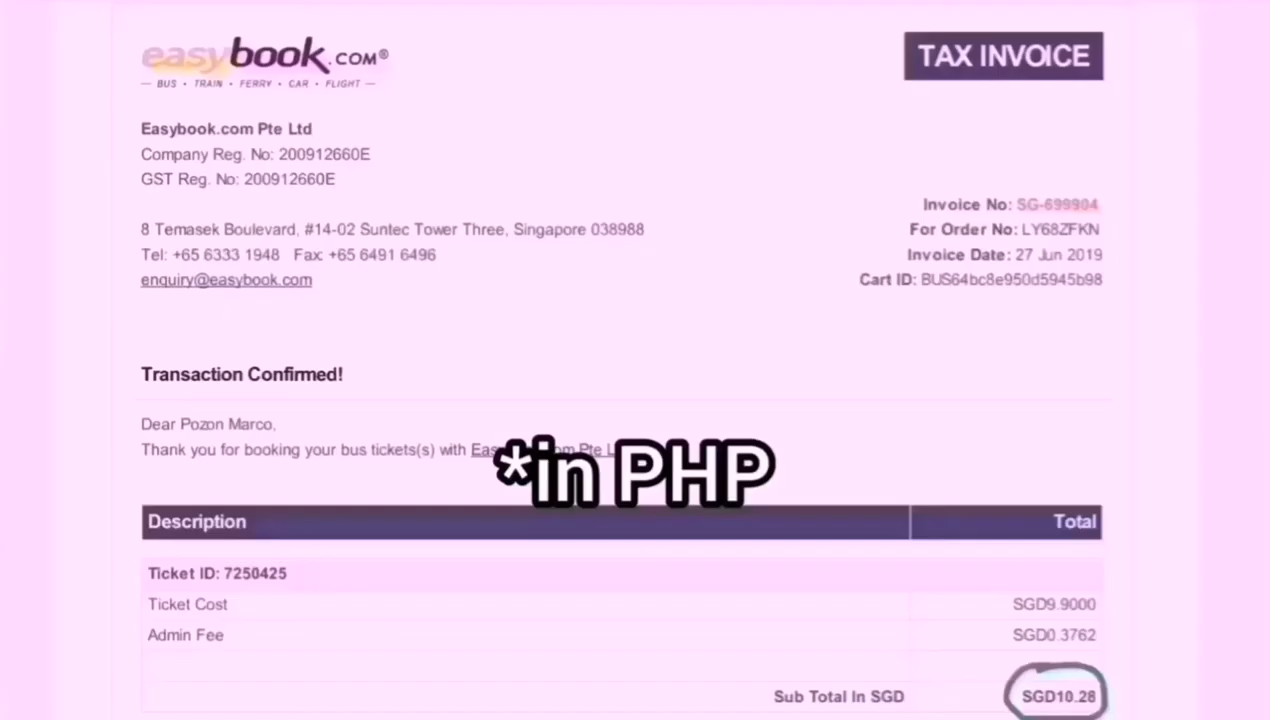 easybook.COM®
— BUS • TRAIN • FERRY • CAR • FLIGHT —
TAX INVOICE
Easybook.com Pte Ltd
Company Reg. No: 200912660E
GST Reg. No: 200912660E
8 Temasek Boulevard, #14-02 Suntec Tower Three, Singapore 038988
Tel: +65 6333 1948 Fax: +65 6491 6496
enquiry@easybook.com
Invoice No: SG-699904
For Order No: LY68ZFKN
Invoice Date: 27 Jun 2019
Cart ID: BUS64bc8e950d5945b98
Transaction Confirmed!
Dear Pozon Marco,
Thank you for booking your bus tickets(s) with
*in PHP
Description Total
Ticket ID: 7250425
Ticket Cost SGD9.9000
Admin Fee SGD0.3762
Sub Total In SGD SGD10.28